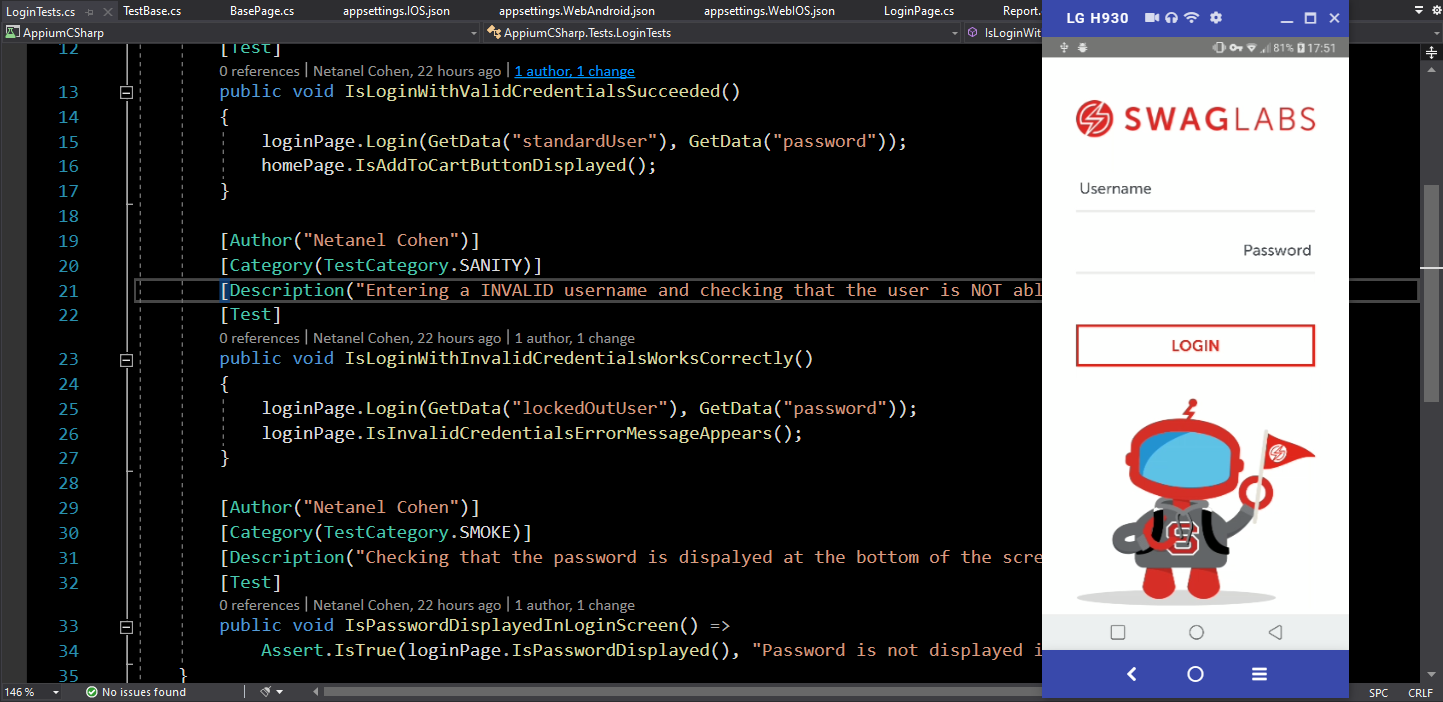 LoginTests.cs TestBase.cs BasePage.cs appsettings.IOS.json appsettings.WebAndroid.json appsettings.WebIOS.json LoginPage.cs Report.
AppiumCSharp AppiumCSharp.Tests.LoginTests IsLoginWit
12 [Test]
0 references | Netanel Cohen, 22 hours ago | 1 author, 1 change
13 public void IsLoginWithValidCredentialsSucceeded()
14 {
15 loginPage.Login(GetData("standardUser"), GetData("password"));
16 homePage.IsAddToCartButtonDisplayed();
17 }
18
19 [Author("Netanel Cohen")]
20 [Category(TestCategory.SANITY)]
21 [Description("Entering a INVALID username and checking that the user is NOT abl
22 [Test]
0 references | Netanel Cohen, 22 hours ago | 1 author, 1 change
23 public void IsLoginWithInvalidCredentialsWorksCorrectly()
24 {
25 loginPage.Login(GetData("lockedOutUser"), GetData("password"));
26 loginPage.IsInvalidCredentialsErrorMessageAppears();
27 }
28
29 [Author("Netanel Cohen")]
30 [Category(TestCategory.SMOKE)]
31 [Description("Checking that the password is dispalyed at the bottom of the scre
32 [Test]
0 references | Netanel Cohen, 22 hours ago | 1 author, 1 change
33 public void IsPasswordDisplayedInLoginScreen() =>
34 Assert.IsTrue(loginPage.IsPasswordDisplayed(), "Password is not displayed i
35 }
146 % No issues found SPC CRLF
LG H930
81% 17:51
SWAGLABS
Username
Password
LOGIN
S